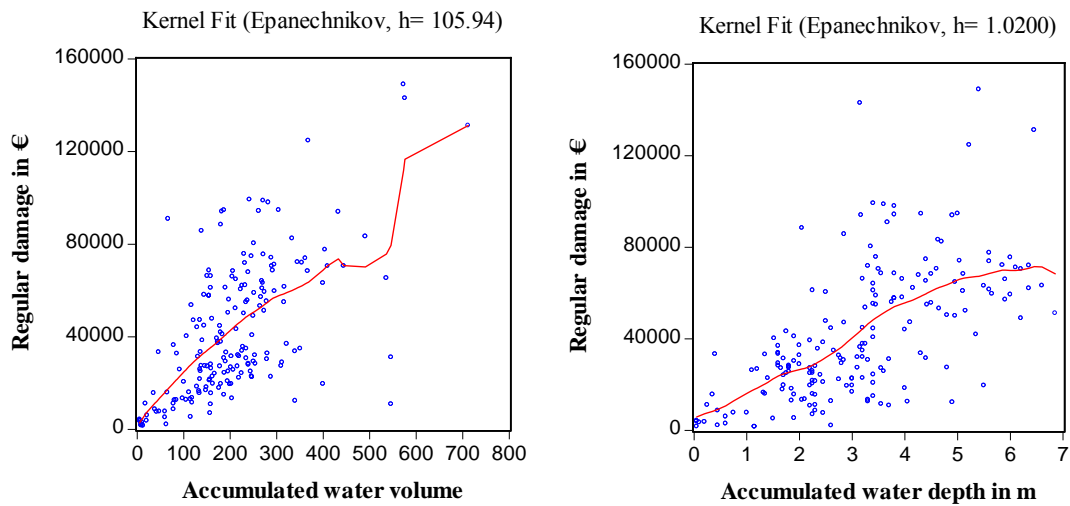 Kernel Fit (Epanechnikov, h= 105.94)
160000
120000
80000
40000
0
0 100 200 300 400 500 600 700 800
Regular damage in €
Accumulated water volume
Kernel Fit (Epanechnikov, h= 1.0200)
160000
120000
80000
40000
0
0 1 2 3 4 5 6 7
Regular damage in €
Accumulated water depth in m